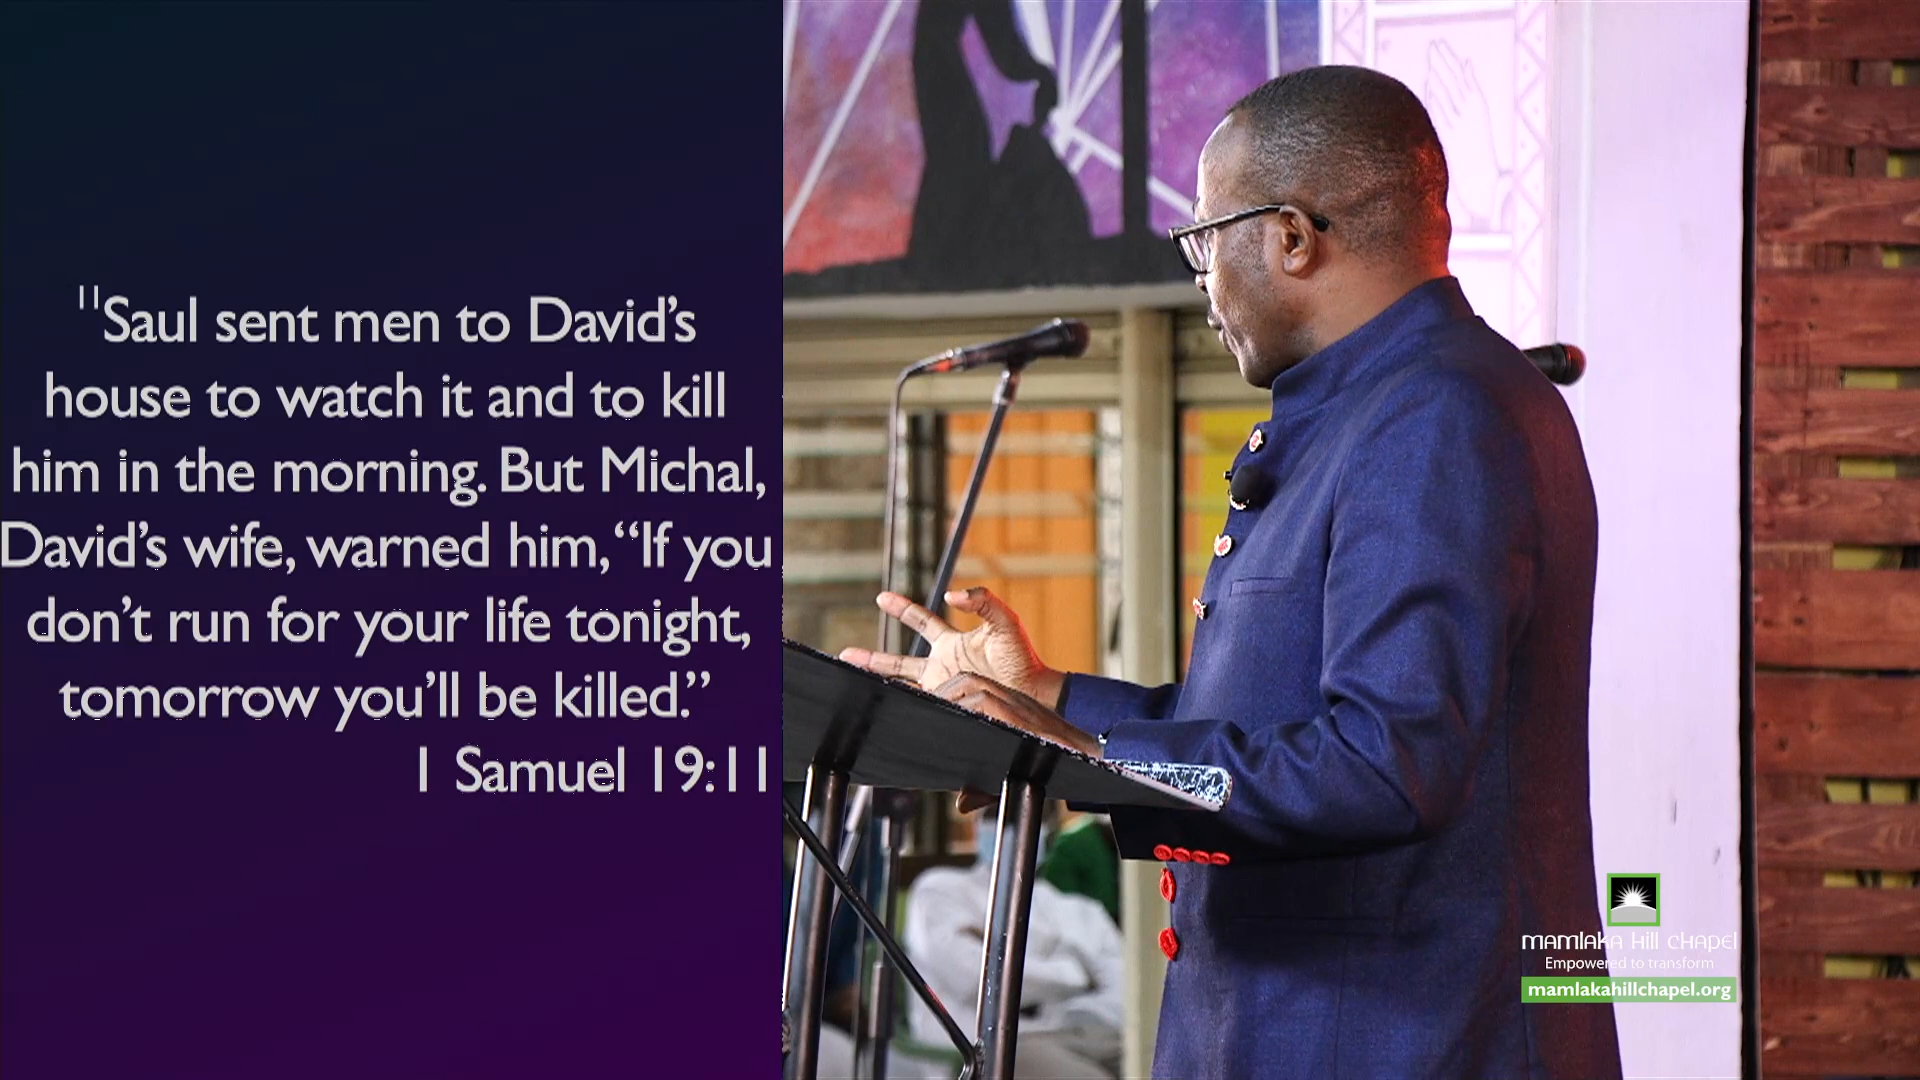 "Saul sent men to David’s
house to watch it and to kill
him in the morning. But Michal,
David’s wife, warned him, “If you
don’t run for your life tonight,
tomorrow you’ll be killed.”
1 Samuel 19:11
mamlaka hill chapel
Empowered to transform
mamlakahillchapel.org